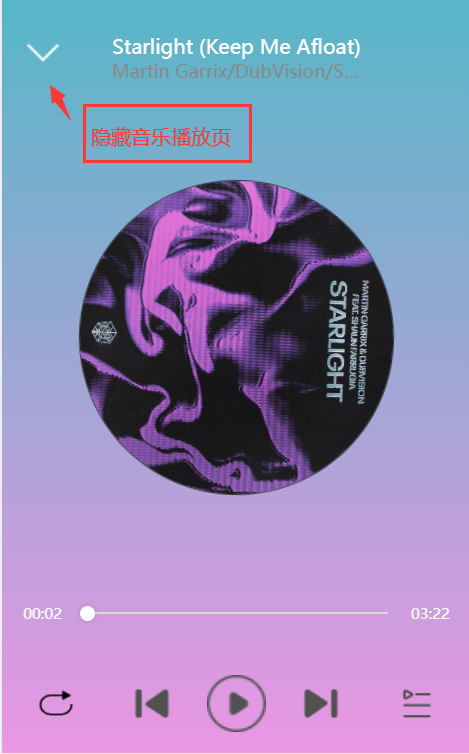 Starlight (Keep Me Afloat)
Martin Garrix/DubVision/S...
隐藏音乐播放页
MARTIN GARRIX & DUBVISION
FEAT. SHAUN FARRUGIA
STARLIGHT
00:02
03:22